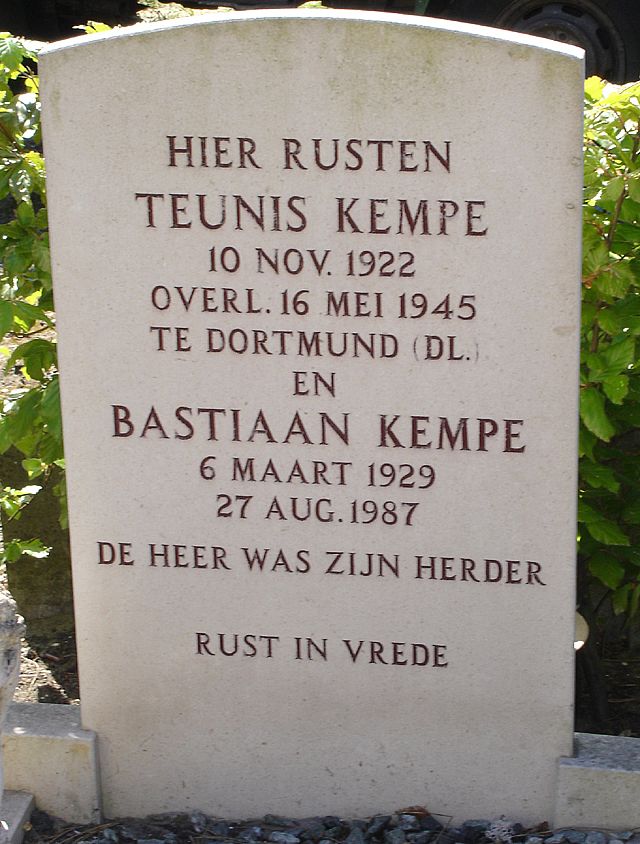 HIER RUSTEN
TEUNIS KEMPE
10 NOV. 1922
OVERL. 16 MEI 1945
TE DORTMUND (DL.)
EN
BASTIAAN KEMPE
6 MAART 1929
27 AUG. 1987
DE HEER WAS ZIJN HERDER
RUST IN VREDE